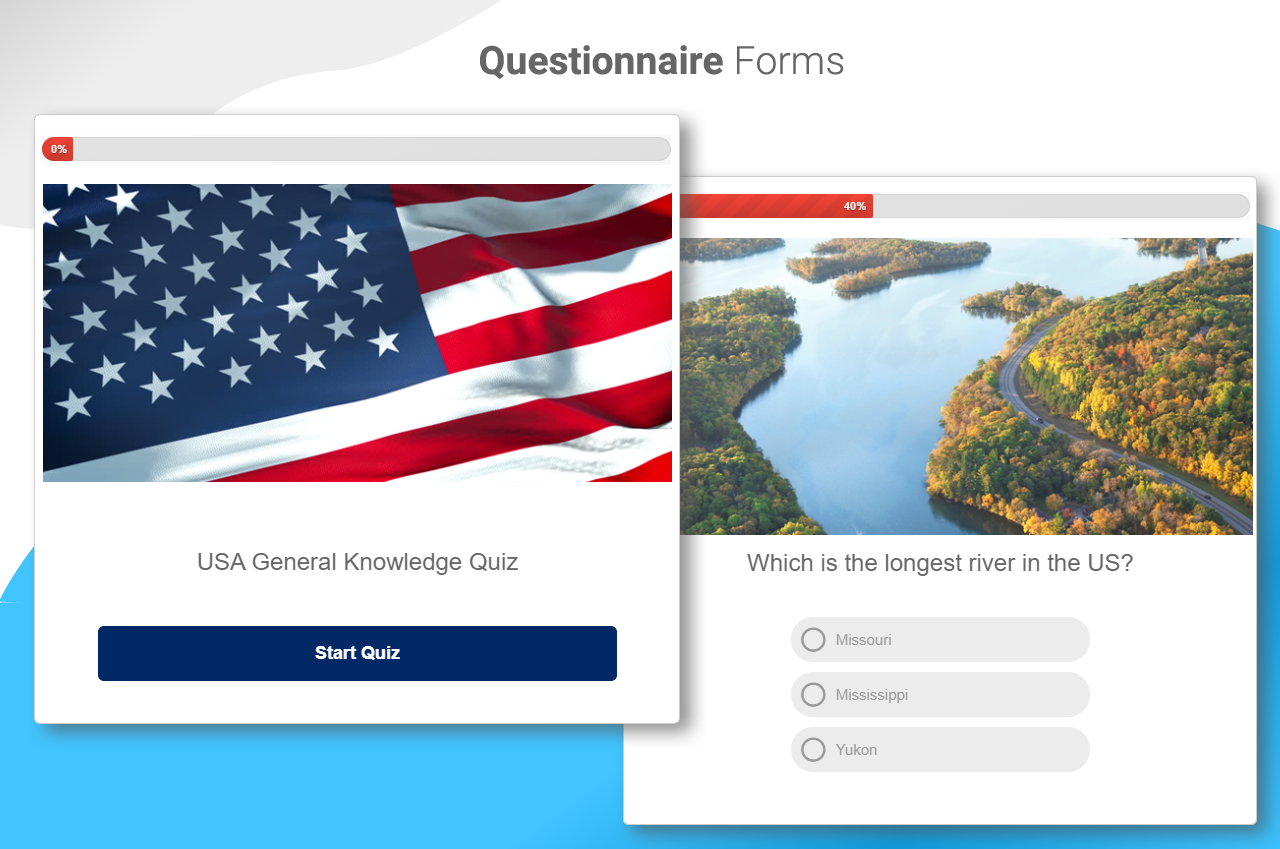 Questionnaire Forms
0%
USA General Knowledge Quiz
Start Quiz
40%
Which is the longest river in the US?
Missouri
Mississippi
Yukon